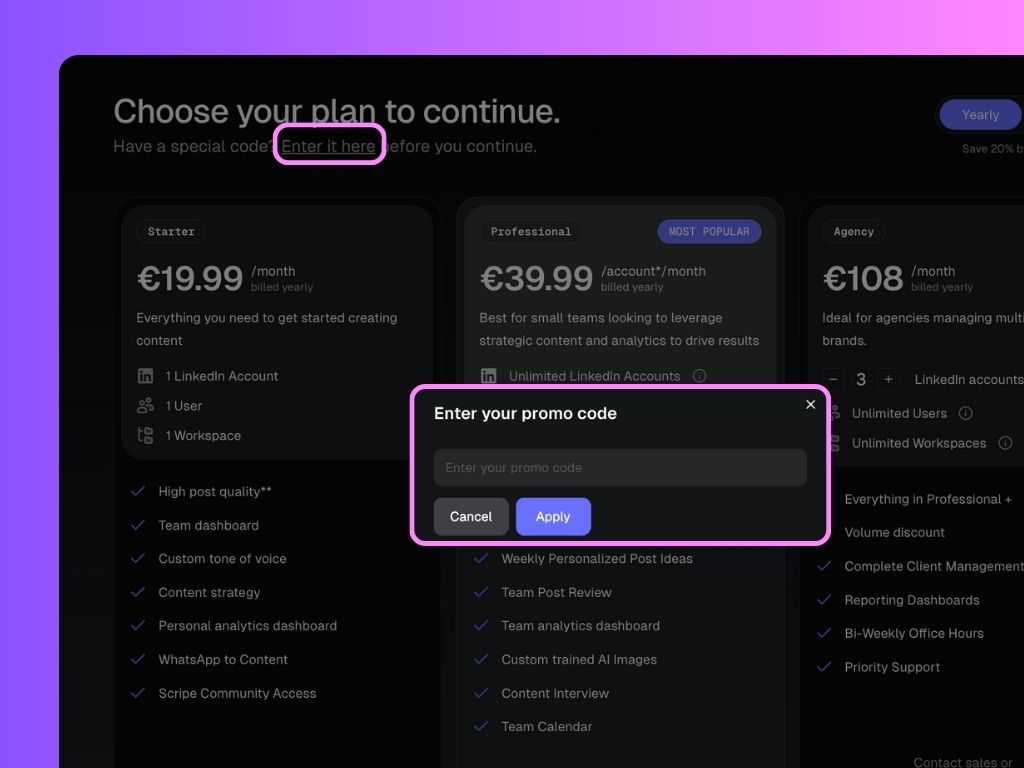 Choose your plan to continue.
Have a special code? Enter it here before you continue.
Yearly
Save 20%
Starter
€19.99 /month
billed yearly
Everything you need to get started creating
content
1 LinkedIn Account
1 User
1 Workspace
High post quality**
Team dashboard
Custom tone of voice
Content strategy
Personal analytics dashboard
WhatsApp to Content
Scripe Community Access
Professional
MOST POPULAR
€39.99 /account*/month
billed yearly
Best for small teams looking to leverage
strategic content and analytics to drive results
Unlimited LinkedIn Accounts
Enter your promo code
Enter your promo code
Cancel
Apply
Weekly Personalized Post Ideas
Team Post Review
Team analytics dashboard
Custom trained AI Images
Content Interview
Team Calendar
Agency
€108 /month
billed yearly
Ideal for agencies managing
brands.
3 LinkedIn accounts
Unlimited Users
Unlimited Workspaces
Everything in Professional +
Volume discount
Complete Client Management
Reporting Dashboards
Bi-Weekly Office Hours
Priority Support
Contact sales or